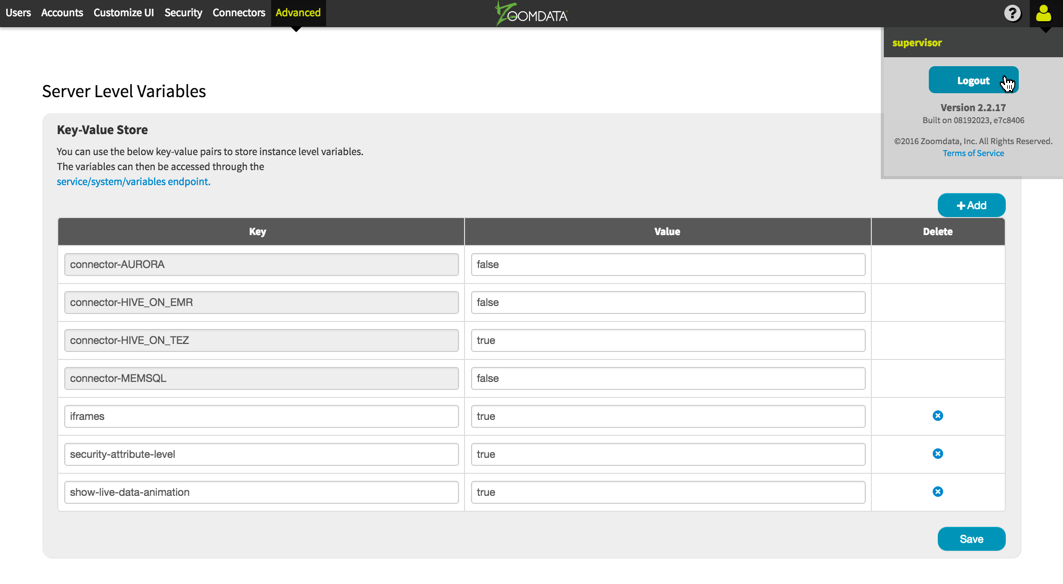 Users Accounts Customize UI Security Connectors Advanced
ZOOMDATA
?
supervisor
Logout
Version 2.2.17
Built on 08192023, e7c8406
©2016 Zoomdata, Inc. All Rights Reserved.
Terms of Service
Server Level Variables
Key-Value Store
You can use the below key-value pairs to store instance level variables.
The variables can then be accessed through the
service/system/variables endpoint.
+ Add
Key Value Delete
connector-AURORA false
connector-HIVE_ON_EMR false
connector-HIVE_ON_TEZ true
connector-MEMSQL false
iframes true
security-attribute-level true
show-live-data-animation true
Save